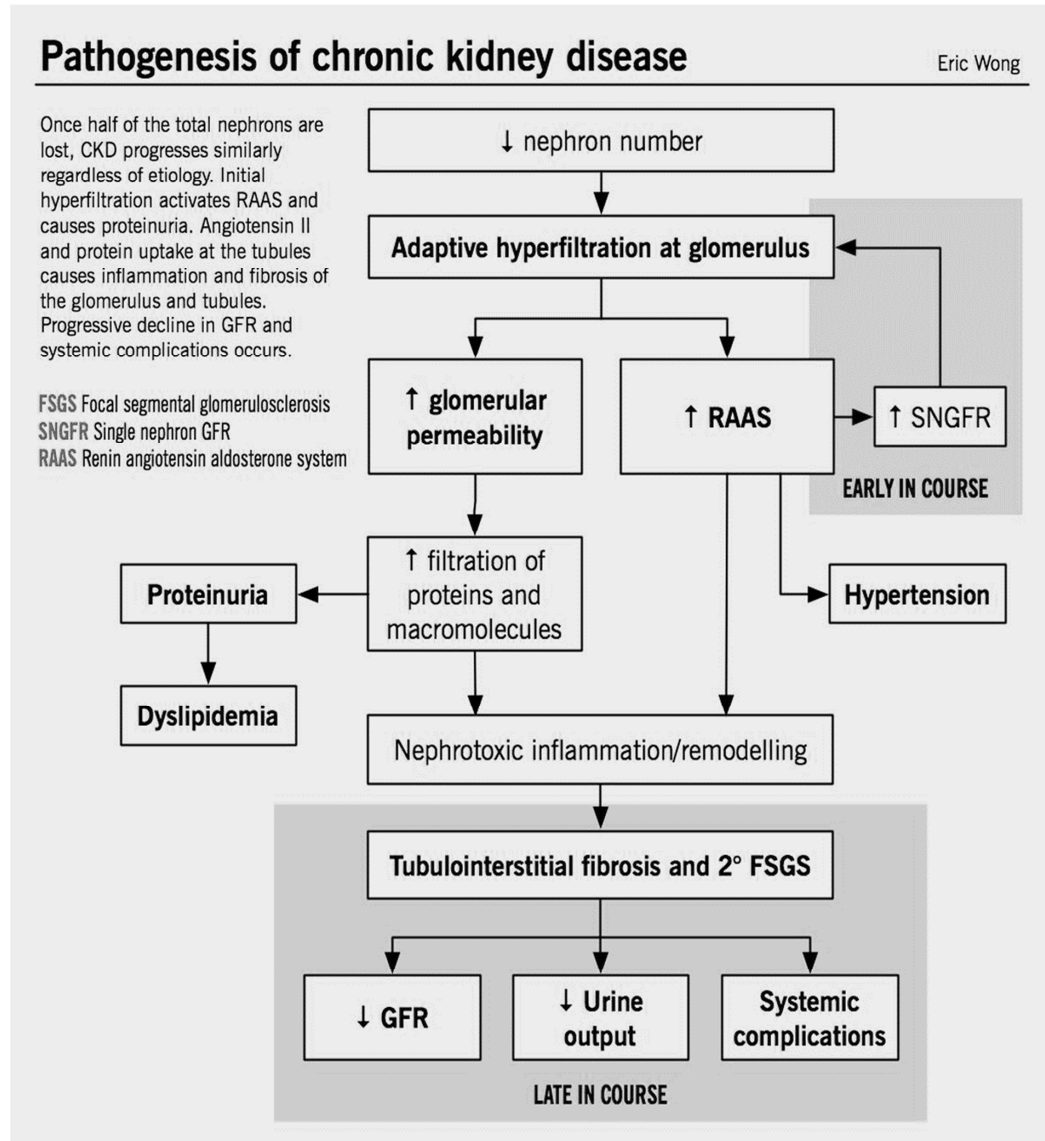 Pathogenesis of chronic kidney disease
Eric Wong
Once half of the total nephrons are
lost, CKD progresses similarly
regardless of etiology. Initial
hyperfiltration activates RAAS and
causes proteinuria. Angiotensin II
and protein uptake at the tubules
causes inflammation and fibrosis of
the glomerulus and tubules.
Progressive decline in GFR and
systemic complications occurs.
FSGS Focal segmental glomerulosclerosis
SNGFR Single nephron GFR
RAAS Renin angiotensin aldosterone system
↓ nephron number
Adaptive hyperfiltration at glomerulus
↑ glomerular
permeability
↑ RAAS
↑ SNGFR
EARLY IN COURSE
↑ filtration of
proteins and
macromolecules
Proteinuria
Hypertension
Dyslipidemia
Nephrotoxic inflammation/remodelling
Tubulointerstitial fibrosis and 2° FSGS
↓ GFR
↓ Urine
output
Systemic
complications
LATE IN COURSE